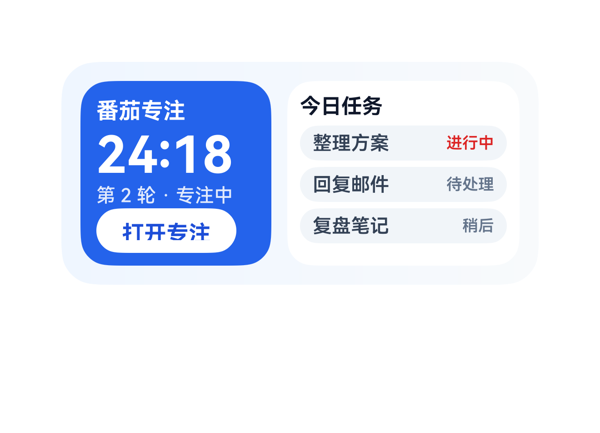 番茄专注
24:18
第 2 轮 · 专注中
打开专注
今日任务
整理方案 进行中
回复邮件 待处理
复盘笔记 稍后